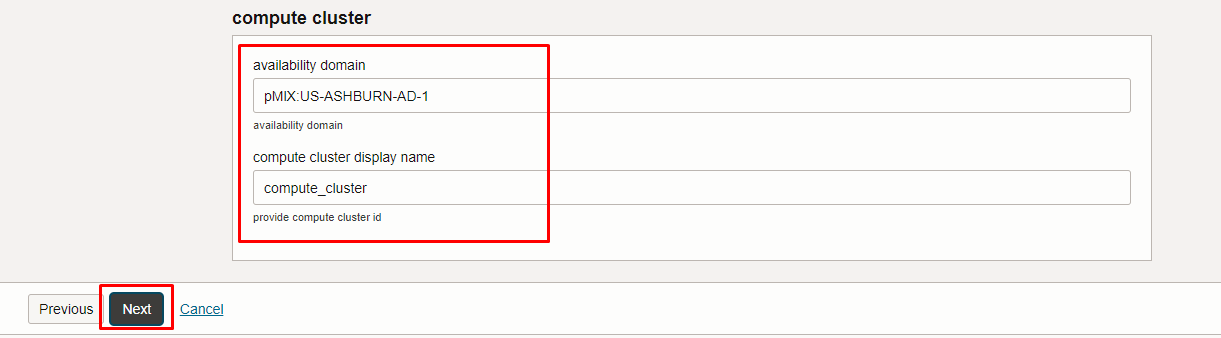 compute cluster
availability domain
pMIX:US-ASHBURN-AD-1
availability domain
compute cluster display name
compute_cluster
provide compute cluster id
Previous Next Cancel